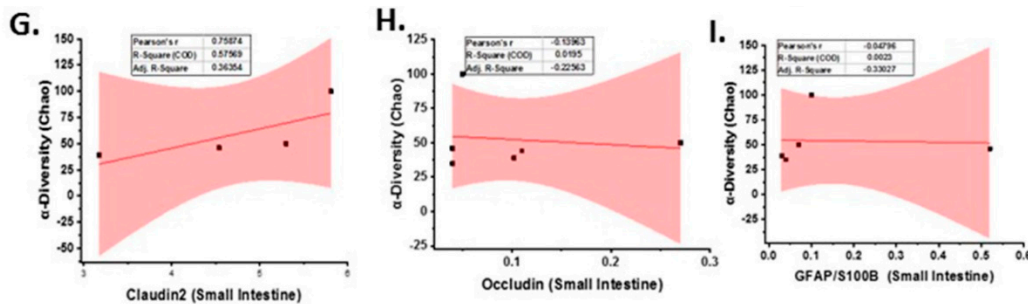 G.
Pearson's r 0.75874
R-Square (COD) 0.57569
Adj. R-Square 0.36354
α-Diversity (Chao)
150
125
100
75
50
25
0
-25
-50
3 4 5 6
Claudin2 (Small Intestine)
H.
Pearson's r -0.13963
R-Square (COD) 0.0195
Adj. R-Square -0.22563
α-Diversity (Chao)
125
100
75
50
25
0
-25
0.1 0.2 0.3
Occludin (Small Intestine)
I.
Pearson's r -0.04796
R-Square (COD) 0.0023
Adj. R-Square -0.33027
α-Diversity (Chao)
150
125
100
75
50
25
0
-25
-50
0.0 0.1 0.2 0.3 0.4 0.5 0.6
GFAP/S100B (Small Intestine)